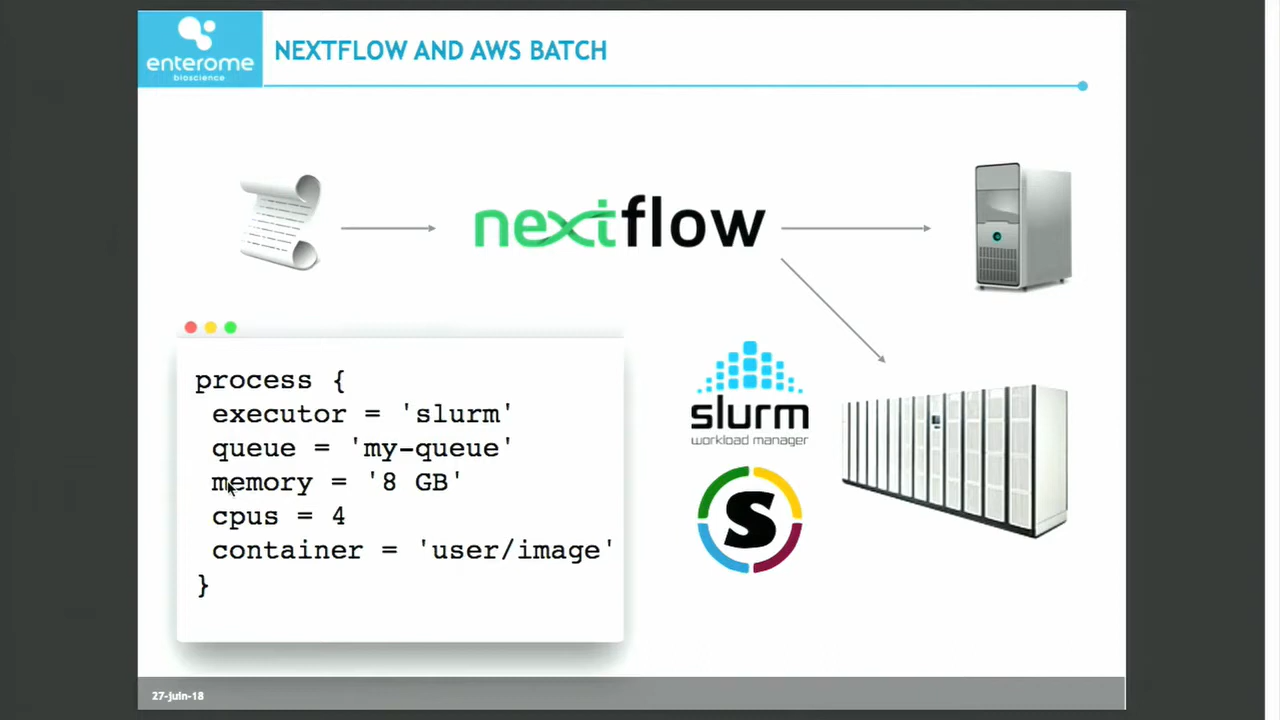 enterome
bioscience
NEXTFLOW AND AWS BATCH
nextflow
process {
executor = 'slurm'
queue = 'my-queue'
memory = '8 GB'
cpus = 4
container = 'user/image'
}
slurm
workload manager
S
27-juin-18